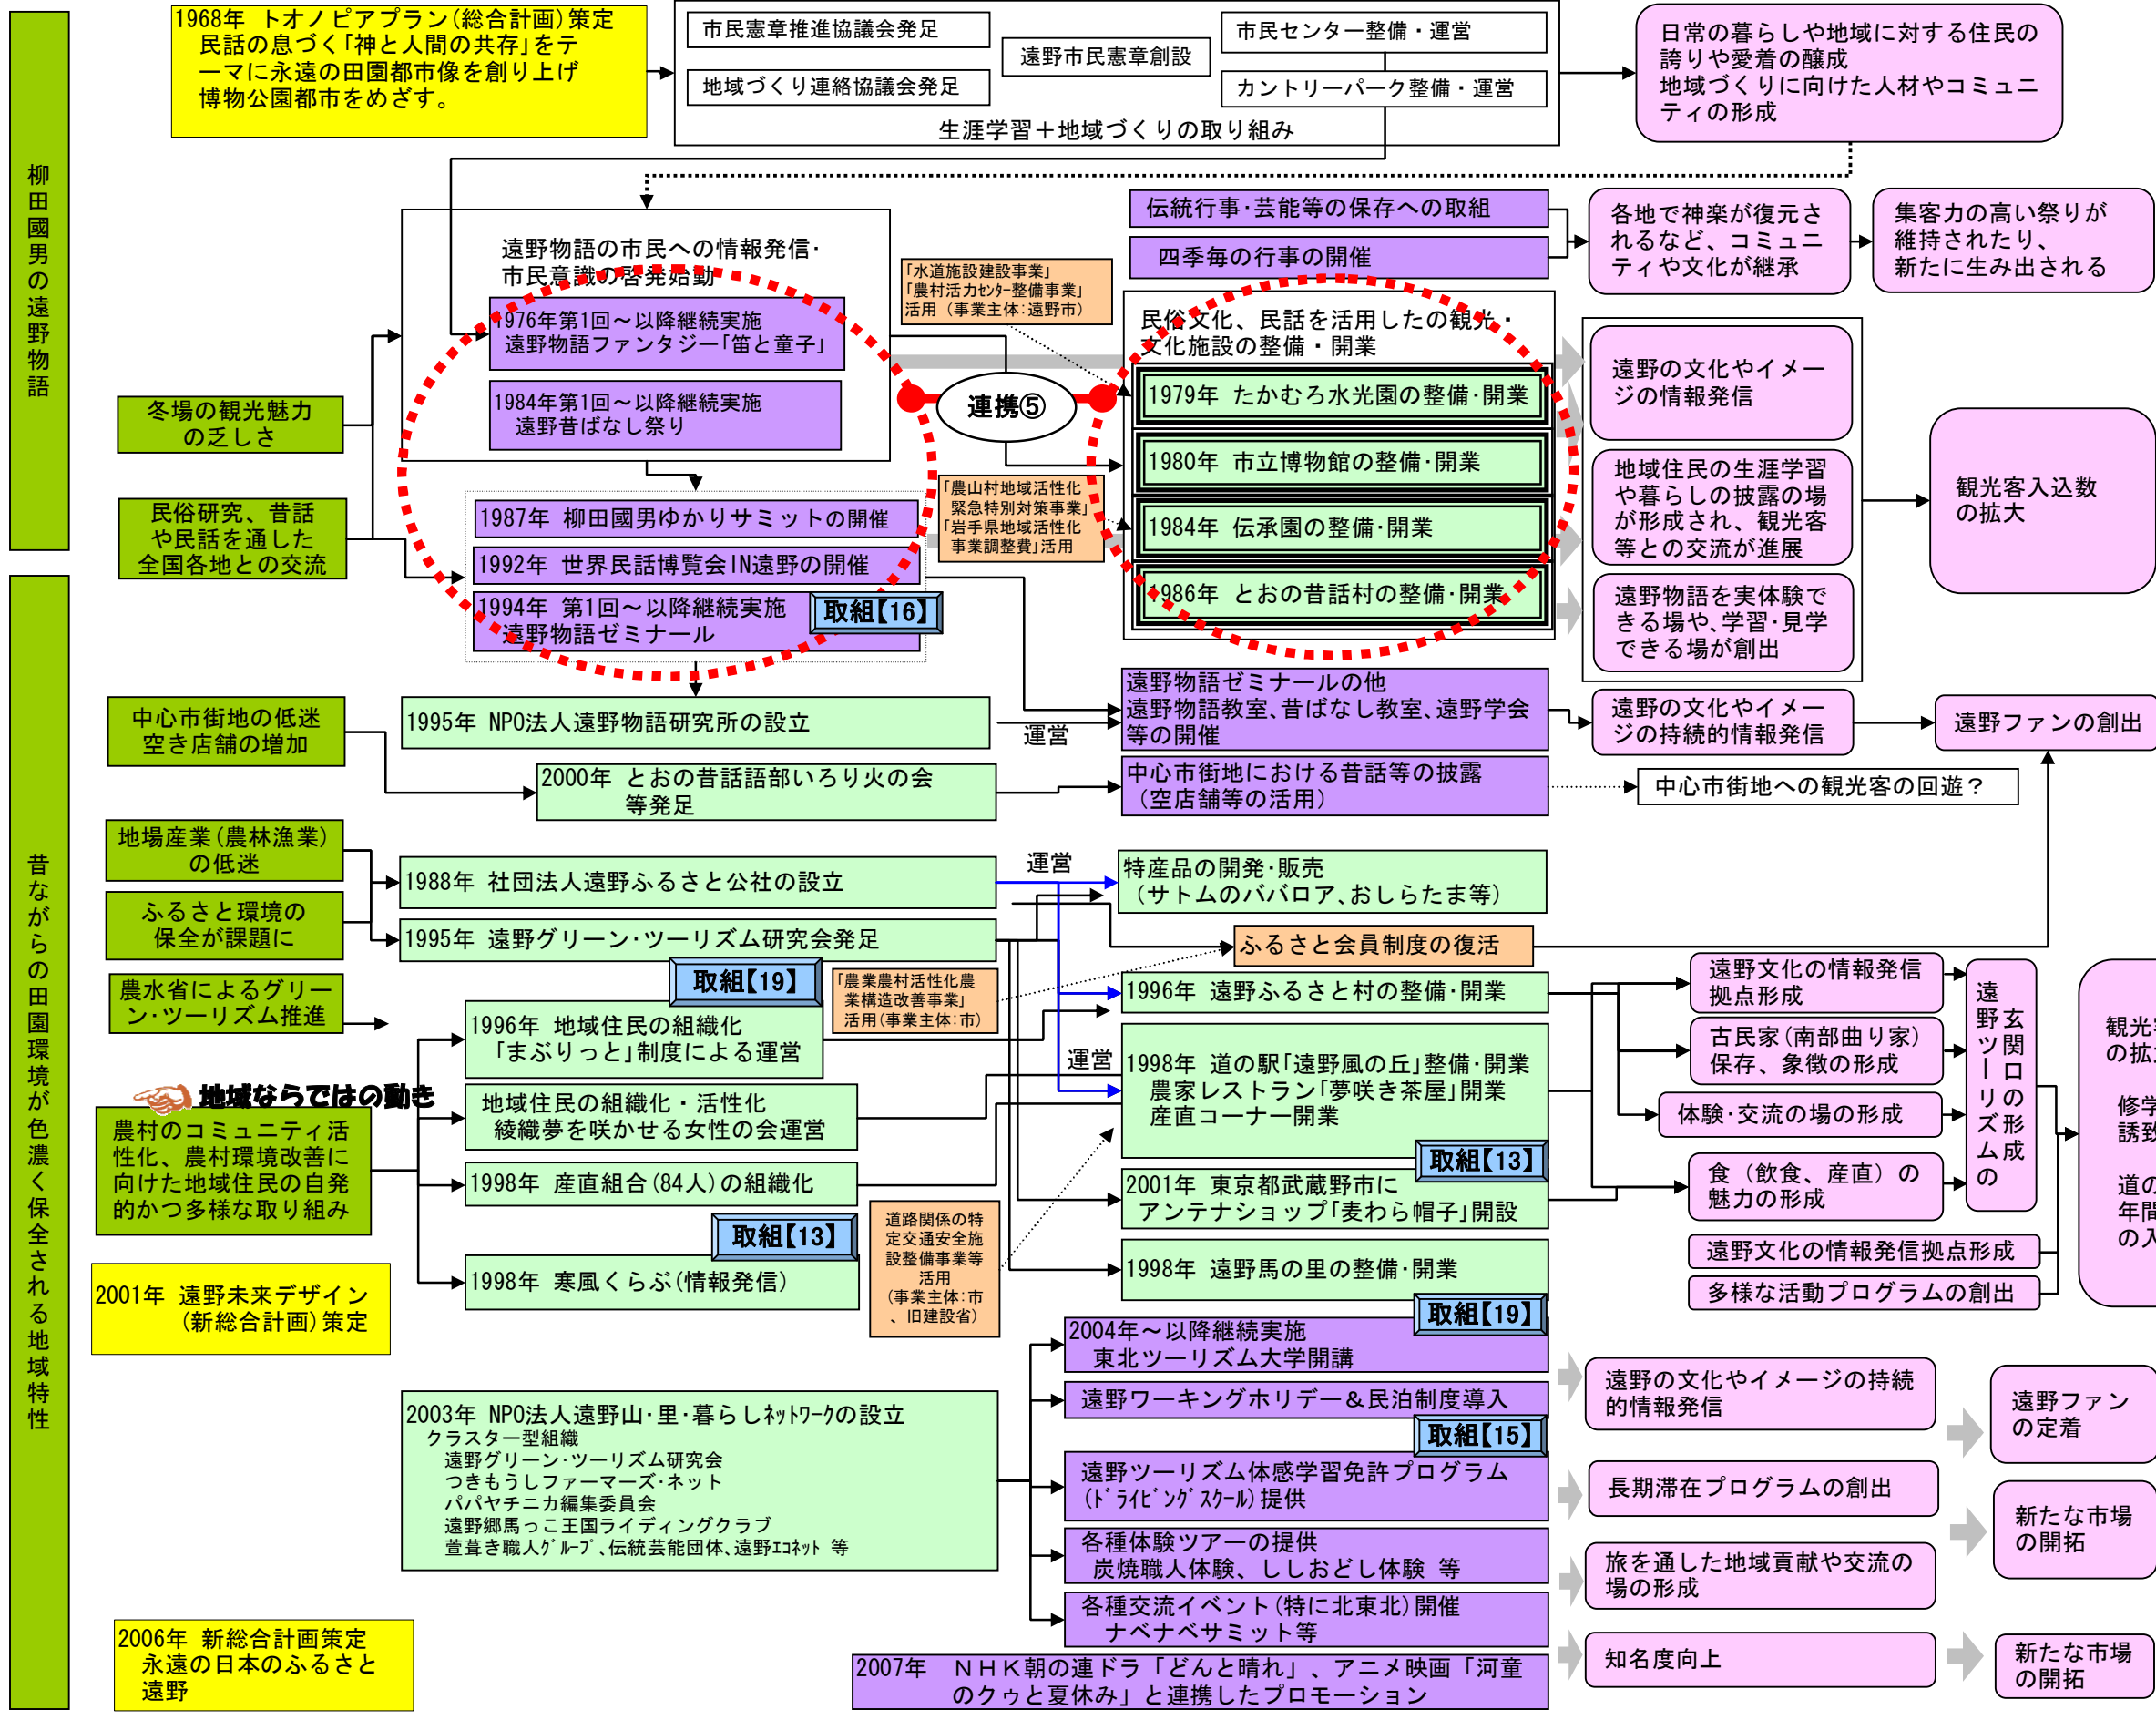 柳田國男の遠野物語
昔ながらの田園環境が色濃く保全される地域特性
1968年 トオノピアプラン(総合計画)策定
民話の息づく「神と人間の共存」をテ
ーマに永遠の田園都市像を創り上げ
博物公園都市をめざす。
市民憲章推進協議会発足
地域づくり連絡協議会発足
遠野市民憲章創設
市民センター整備・運営
カントリーパーク整備・運営
生涯学習＋地域づくりの取り組み
日常の暮らしや地域に対する住民の
誇りや愛着の醸成
地域づくりに向けた人材やコミュニ
ティの形成
遠野物語の市民への情報発信・
市民意識の啓発始動
1976年第1回～以降継続実施
遠野物語ファンタジー「笛と童子」
1984年第1回～以降継続実施
遠野昔ばなし祭り
「水道施設建設事業」
「農村活力ｾﾝﾀｰ整備事業」
活用（事業主体:遠野市）
伝統行事・芸能等の保存への取組
四季毎の行事の開催
各地で神楽が復元さ
れるなど、コミュニ
ティや文化が継承
集客力の高い祭りが
維持されたり、
新たに生み出される
連携⑤
民俗文化、民話を活用したの観光・
文化施設の整備・開業
1979年 たかむろ水光園の整備・開業
1980年 市立博物館の整備・開業
1984年 伝承園の整備・開業
1986年 とおの昔話村の整備・開業
遠野の文化やイメー
ジの情報発信
地域住民の生涯学習
や暮らしの披露の場
が形成され、観光客
等との交流が進展
遠野物語を実体験で
きる場や、学習・見学
できる場が創出
観光客入込数
の拡大
冬場の観光魅力
の乏しさ
民俗研究、昔話
や民話を通した
全国各地との交流
「農山村地域活性化
緊急特別対策事業」
「岩手県地域活性化
事業調整費」活用
1987年 柳田國男ゆかりサミットの開催
1992年 世界民話博覧会IN遠野の開催
1994年 第1回～以降継続実施
遠野物語ゼミナール
取組【16】
中心市街地の低迷
空き店舗の増加
1995年 NPO法人遠野物語研究所の設立
運営
遠野物語ゼミナールの他
遠野物語教室、昔ばなし教室、遠野学会
等の開催
遠野の文化やイメー
ジの持続的情報発信
遠野ファンの創出
2000年 とおの昔話語部いろり火の会
等発足
中心市街地における昔話等の披露
（空店舗等の活用）
中心市街地への観光客の回遊？
地場産業(農林漁業)
の低迷
ふるさと環境の
保全が課題に
農水省によるグリー
ン・ツーリズム推進
1988年 社団法人遠野ふるさと公社の設立
1995年 遠野グリーン・ツーリズム研究会発足
取組【19】
運営
特産品の開発・販売
（サトムのババロア、おしらたま等）
ふるさと会員制度の復活
「農業農村活性化農
業構造改善事業」
活用(事業主体:市)
1996年 遠野ふるさと村の整備・開業
1996年 地域住民の組織化
「まぶりっと」制度による運営
地域ならではの動き
農村のコミュニティ活
性化、農村環境改善に
向けた地域住民の自発
的かつ多様な取り組み
地域住民の組織化・活性化
綾織夢を咲かせる女性の会運営
1998年 産直組合(84人)の組織化
取組【13】
1998年 寒風くらぶ(情報発信)
運営
1998年 道の駅「遠野風の丘」整備・開業
農家レストラン「夢咲き茶屋」開業
産直コーナー開業
取組【13】
2001年 東京都武蔵野市に
アンテナショップ「麦わら帽子」開設
1998年 遠野馬の里の整備・開業
道路関係の特
定交通安全施
設整備事業等
活用
(事業主体:市
、旧建設省)
遠野文化の情報発信
拠点形成
古民家(南部曲り家)
保存、象徴の形成
体験・交流の場の形成
食（飲食、産直）の
魅力の形成
遠野ツーリズムの
玄関口の形成
遠野文化の情報発信拠点形成
多様な活動プログラムの創出
観光
の拡
修学
誘致
道の
年間
の入
2001年 遠野未来デザイン
(新総合計画)策定
取組【19】
2004年～以降継続実施
東北ツーリズム大学開講
遠野ワーキングホリデー＆民泊制度導入
取組【15】
遠野ツーリズム体感学習免許プログラム
(ﾄﾞﾗｲﾋﾞﾝｸﾞｽｸｰﾙ)提供
各種体験ツアーの提供
炭焼職人体験、ししおどし体験 等
各種交流イベント(特に北東北)開催
ナベナベサミット等
2003年 NPO法人遠野山・里・暮らしﾈｯﾄﾜｰｸの設立
クラスター型組織
遠野グリーン・ツーリズム研究会
つきもうしファーマーズ・ネット
パパヤチニカ編集委員会
遠野郷馬っこ王国ライディングクラブ
萱葺き職人ｸﾞﾙｰﾌﾟ、伝統芸能団体、遠野ｴｺﾈｯﾄ 等
遠野の文化やイメージの持続
的情報発信
遠野ファン
の定着
長期滞在プログラムの創出
新たな市場
の開拓
旅を通した地域貢献や交流の
場の形成
知名度向上
新たな市場
の開拓
2006年 新総合計画策定
永遠の日本のふるさと
遠野
2007年 ＮＨＫ朝の連ドラ「どんと晴れ」、アニメ映画「河童
のクゥと夏休み」と連携したプロモーション